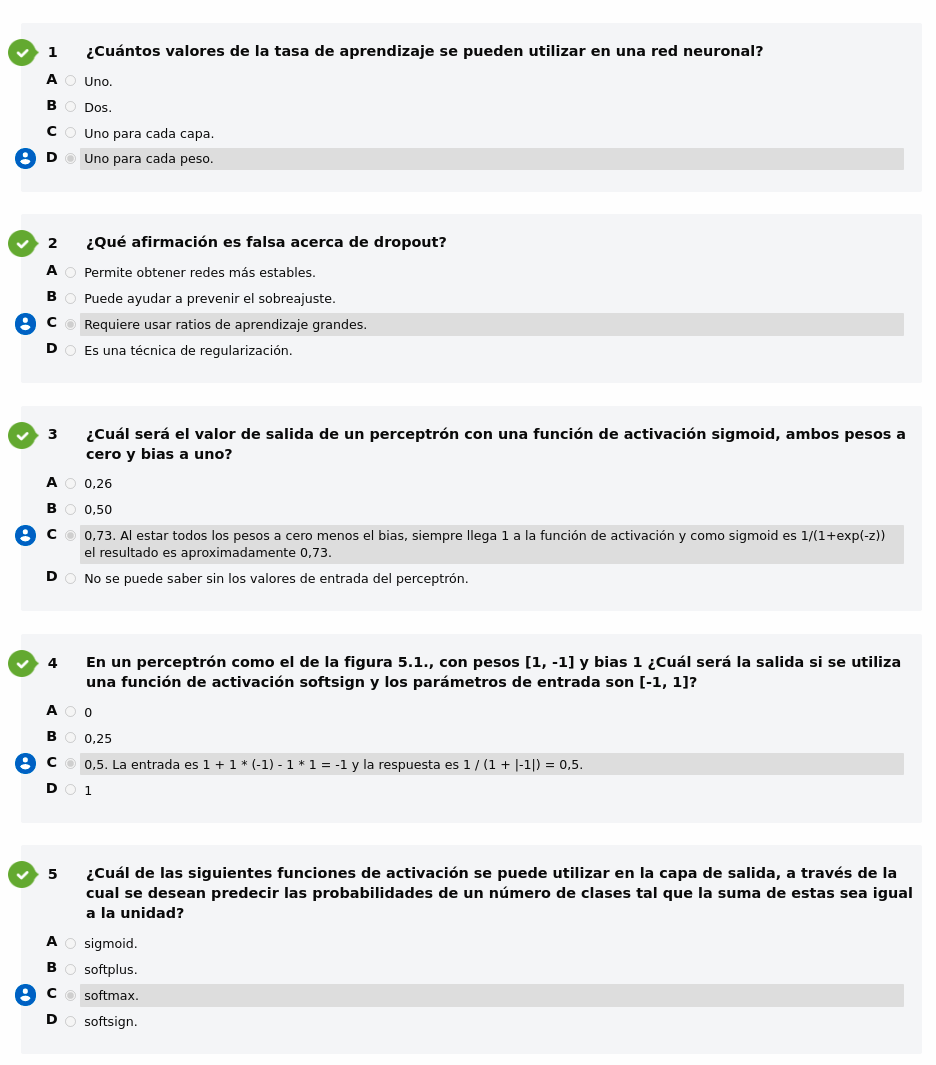 1 ¿Cuántos valores de la tasa de aprendizaje se pueden utilizar en una red neuronal?
A Uno.
B Dos.
C Uno para cada capa.
D Uno para cada peso.
2 ¿Qué afirmación es falsa acerca de dropout?
A Permite obtener redes más estables.
B Puede ayudar a prevenir el sobreajuste.
C Requiere usar ratios de aprendizaje grandes.
D Es una técnica de regularización.
3 ¿Cuál será el valor de salida de un perceptrón con una función de activación sigmoid, ambos pesos a
cero y bias a uno?
A 0,26
B 0,50
C 0,73. Al estar todos los pesos a cero menos el bias, siempre llega 1 a la función de activación y como sigmoid es 1/(1+exp(-z))
el resultado es aproximadamente 0,73.
D No se puede saber sin los valores de entrada del perceptrón.
4 En un perceptrón como el de la figura 5.1., con pesos [1, -1] y bias 1 ¿Cuál será la salida si se utiliza
una función de activación softsign y los parámetros de entrada son [-1, 1]?
A 0
B 0,25
C 0,5. La entrada es 1 + 1 * (-1) - 1 * 1 = -1 y la respuesta es 1 / (1 + |-1|) = 0,5.
D 1
5 ¿Cuál de las siguientes funciones de activación se puede utilizar en la capa de salida, a través de la
cual se desean predecir las probabilidades de un número de clases tal que la suma de estas sea igual
a la unidad?
A sigmoid.
B softplus.
C softmax.
D softsign.